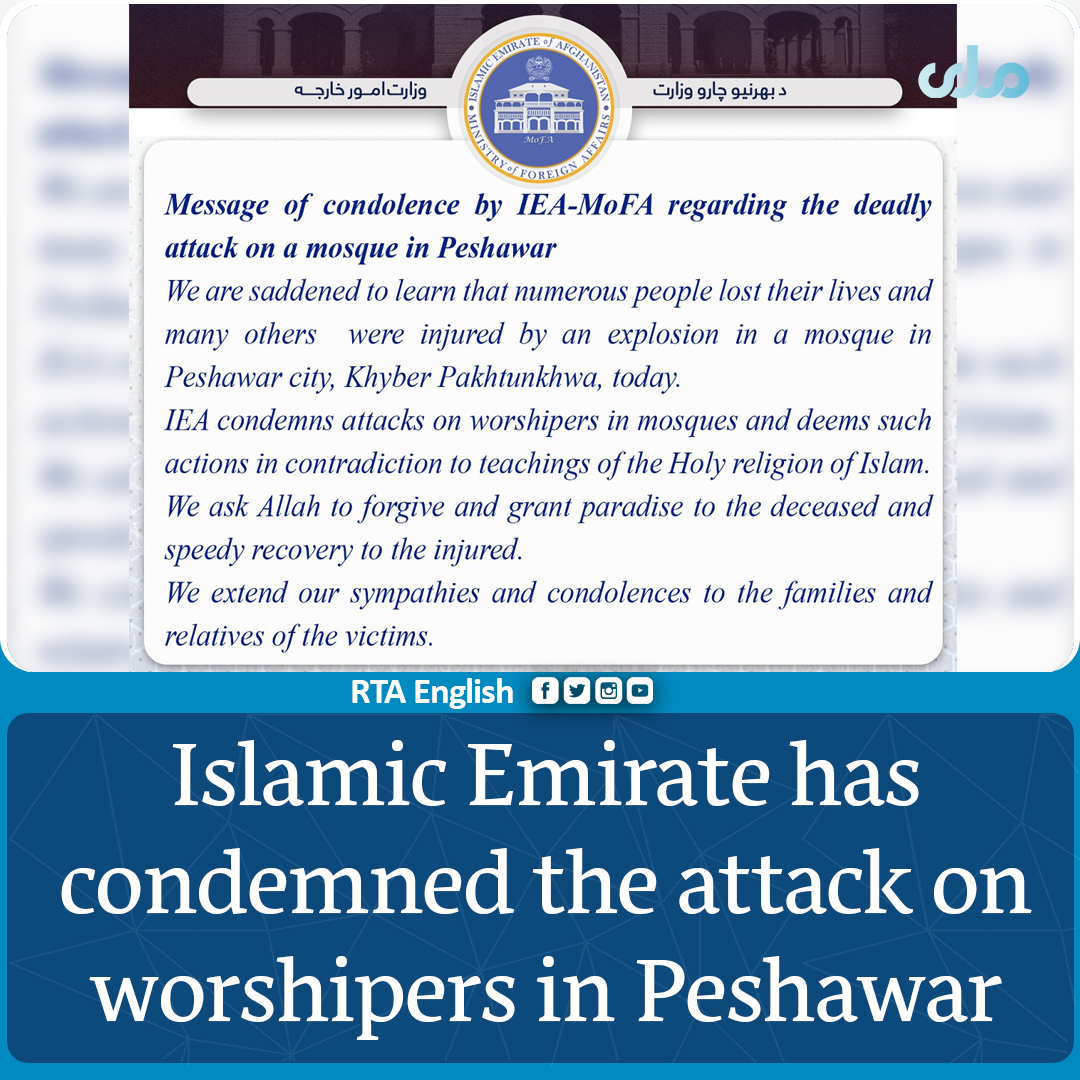 وزارت امـور خارجـه
د بهرنیو چارو وزارت
ISLAMIC EMIRATE of AFGHANISTAN
MoFA
MINISTRY of FOREIGN AFFAIRS
ملی
Message of condolence by IEA-MoFA regarding the deadly
attack on a mosque in Peshawar
We are saddened to learn that numerous people lost their lives and
many others were injured by an explosion in a mosque in
Peshawar city, Khyber Pakhtunkhwa, today.
IEA condemns attacks on worshipers in mosques and deems such
actions in contradiction to teachings of the Holy religion of Islam.
We ask Allah to forgive and grant paradise to the deceased and
speedy recovery to the injured.
We extend our sympathies and condolences to the families and
relatives of the victims.
RTA English
Islamic Emirate has
condemned the attack on
worshipers in Peshawar